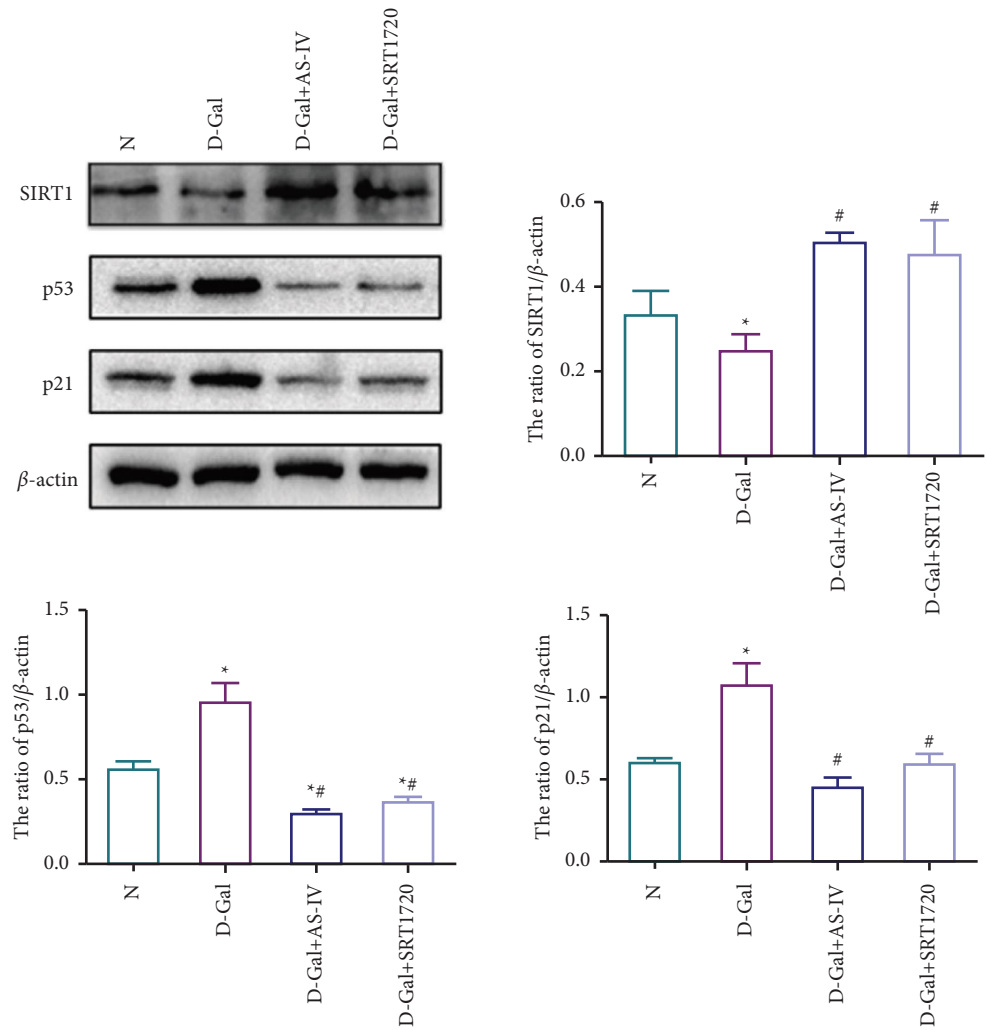 N
D-Gal
D-Gal+AS-IV
D-Gal+SRT1720
SIRT1
p53
p21
β-actin
The ratio of SIRT1/β-actin
0.6
0.4
0.2
0.0
*
#
#
N
D-Gal
D-Gal+AS-IV
D-Gal+SRT1720
The ratio of p53/β-actin
1.5
1.0
0.5
0.0
*
*#
*#
N
D-Gal
D-Gal+AS-IV
D-Gal+SRT1720
The ratio of p21/β-actin
1.5
1.0
0.5
0.0
*
#
#
N
D-Gal
D-Gal+AS-IV
D-Gal+SRT1720